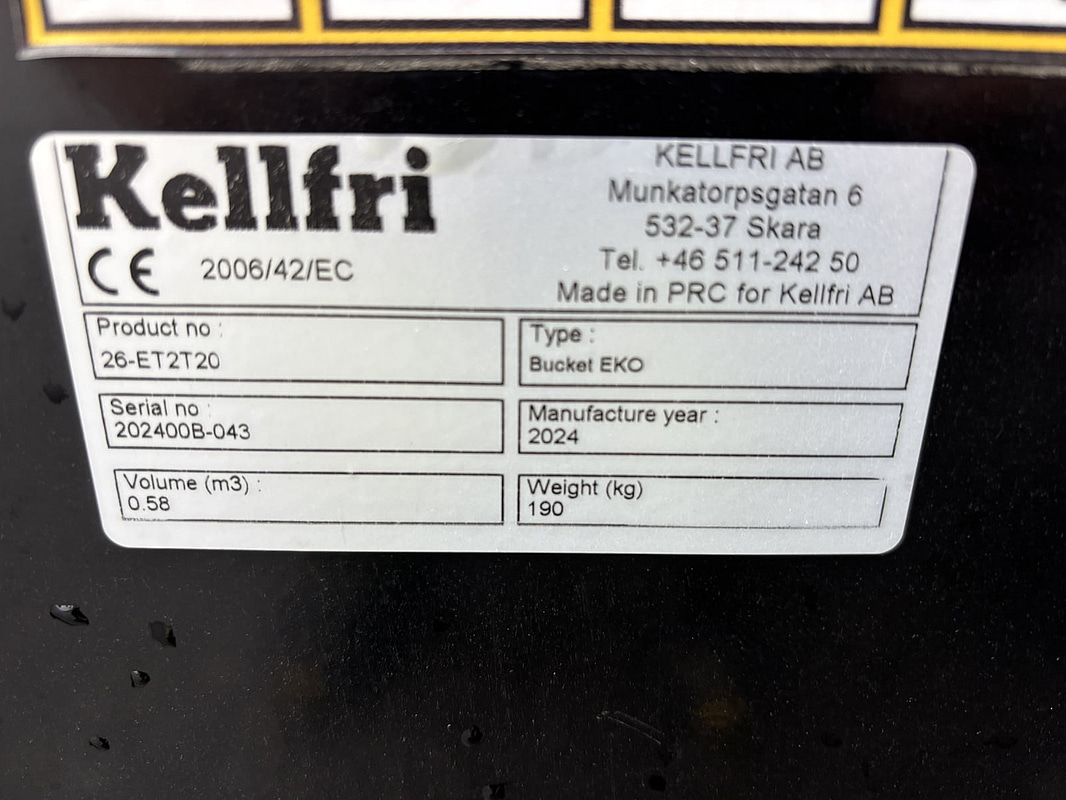 Kellfri
CE 2006/42/EC
KELLFRI AB
Munkatorpsgatan 6
532-37 Skara
Tel. +46 511-242 50
Made in PRC for Kellfri AB
Product no :
26-ET2T20
Type :
Bucket EKO
Serial no :
202400B-043
Manufacture year :
2024
Volume (m3) :
0.58
Weight (kg)
190